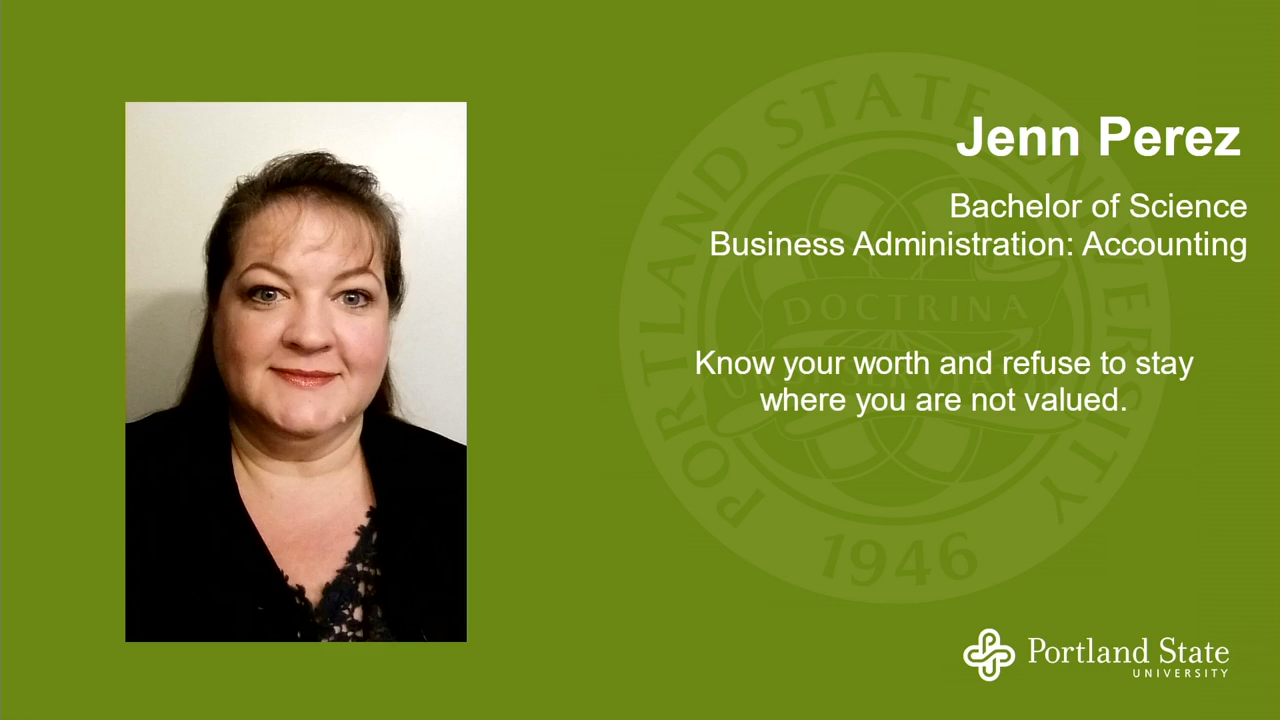 Jenn Perez
Bachelor of Science
Business Administration: Accounting
Know your worth and refuse to stay
where you are not valued.
PORTLAND STATE UNIVERSITY
DOCTRINA
1946
Portland State
UNIVERSITY